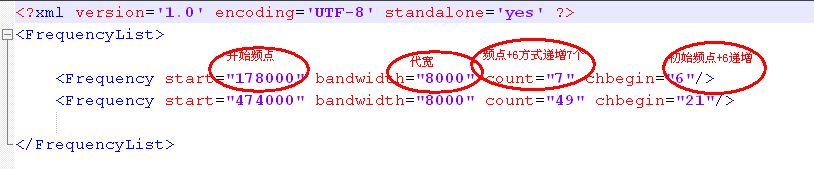 <?xml version='1.0' encoding='UTF-8' standalone='yes' ?>
<FrequencyList>
开始频点 代宽 频点+6方式递增7个 初始频点+6递增
<Frequency start="178000" bandwidth="8000" count="7" chbegin="6"/>
<Frequency start="474000" bandwidth="8000" count="49" chbegin="21"/>
</FrequencyList>